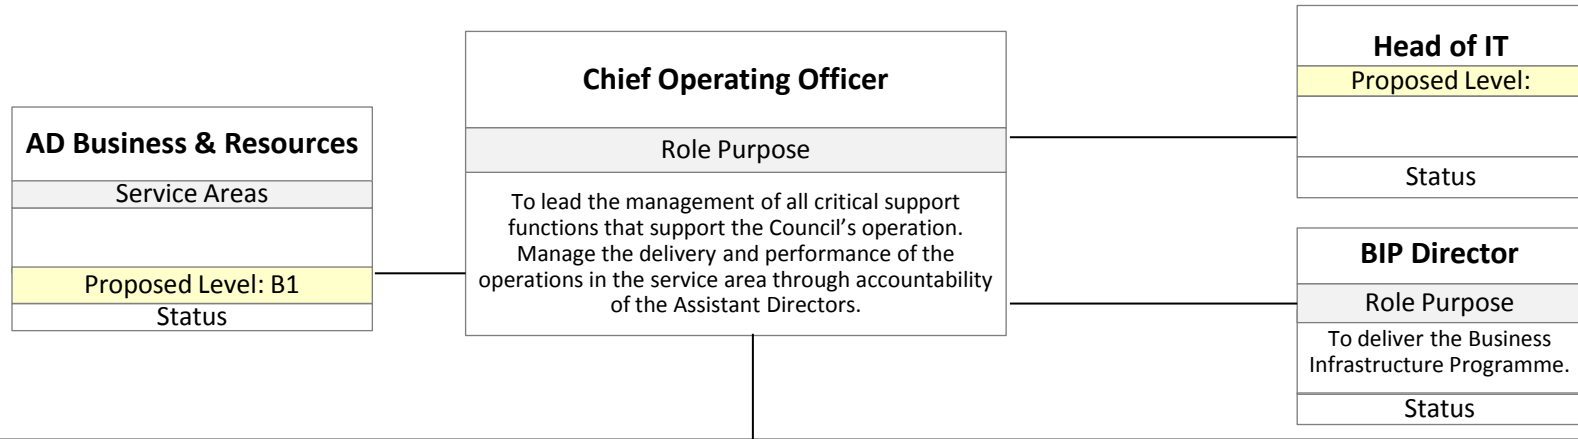 AD Business & Resources
Service Areas
Proposed Level: B1
Status
Chief Operating Officer
Role Purpose
To lead the management of all critical support
functions that support the Council’s operation.
Manage the delivery and performance of the
operations in the service area through accountability
of the Assistant Directors.
Head of IT
Proposed Level:
Status
BIP Director
Role Purpose
To deliver the Business
Infrastructure Programme.
Status